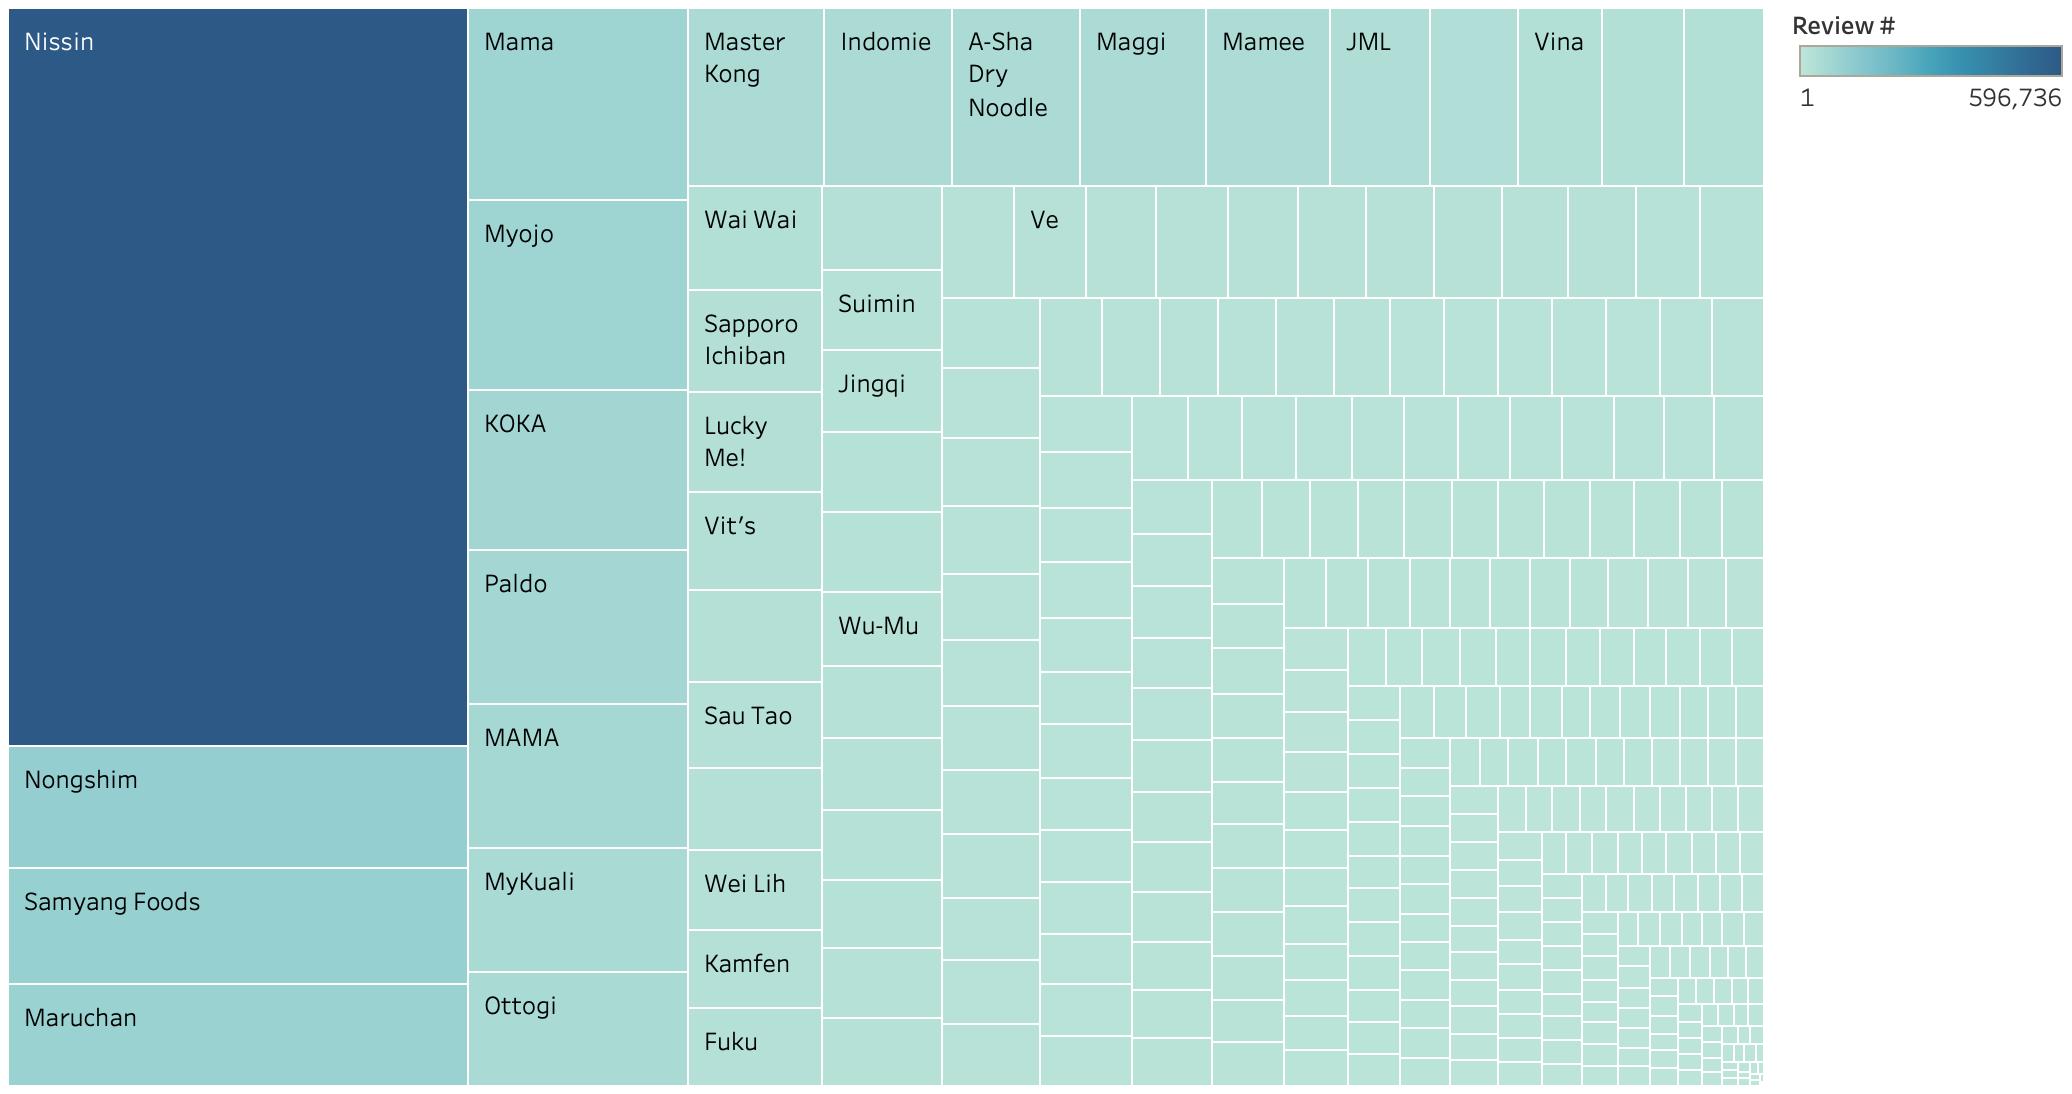 Nissin
Nongshim
Samyang Foods
Maruchan
Mama
Myojo
KOKA
Paldo
MAMA
MyKuali
Ottogi
Master
Kong
Indomie
A-Sha
Dry
Noodle
Maggi
Mamee
JML
Vina
Wai Wai
Sapporo
Ichiban
Lucky
Me!
Vit’s
Sau Tao
Wei Lih
Kamfen
Fuku
Suimin
Jingqi
Wu-Mu
Ve
Review #
1
596,736